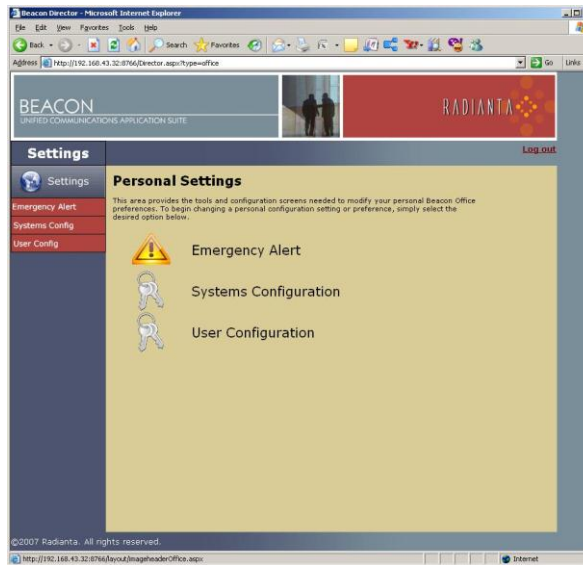 Beacon Director - Microsoft Internet Explorer
File Edit View Favorites Tools Help
Back Search Favorites
Address http://192.168.43.32:8766/Director.aspx?type=office Go Links
BEACON
UNIFIED COMMUNICATIONS APPLICATION SUITE
RADIANTA
Settings
Log out
Settings
Emergency Alert
Systems Config
User Config
Personal Settings
This area provides the tools and configuration screens needed to modify your personal Beacon Office
preferences. To begin changing a personal configuration setting or preference, simply select the
desired option below.
Emergency Alert
Systems Configuration
User Configuration
©2007 Radianta. All rights reserved.
http://192.168.43.32:8766/layout/imageheaderOffice.aspx Internet